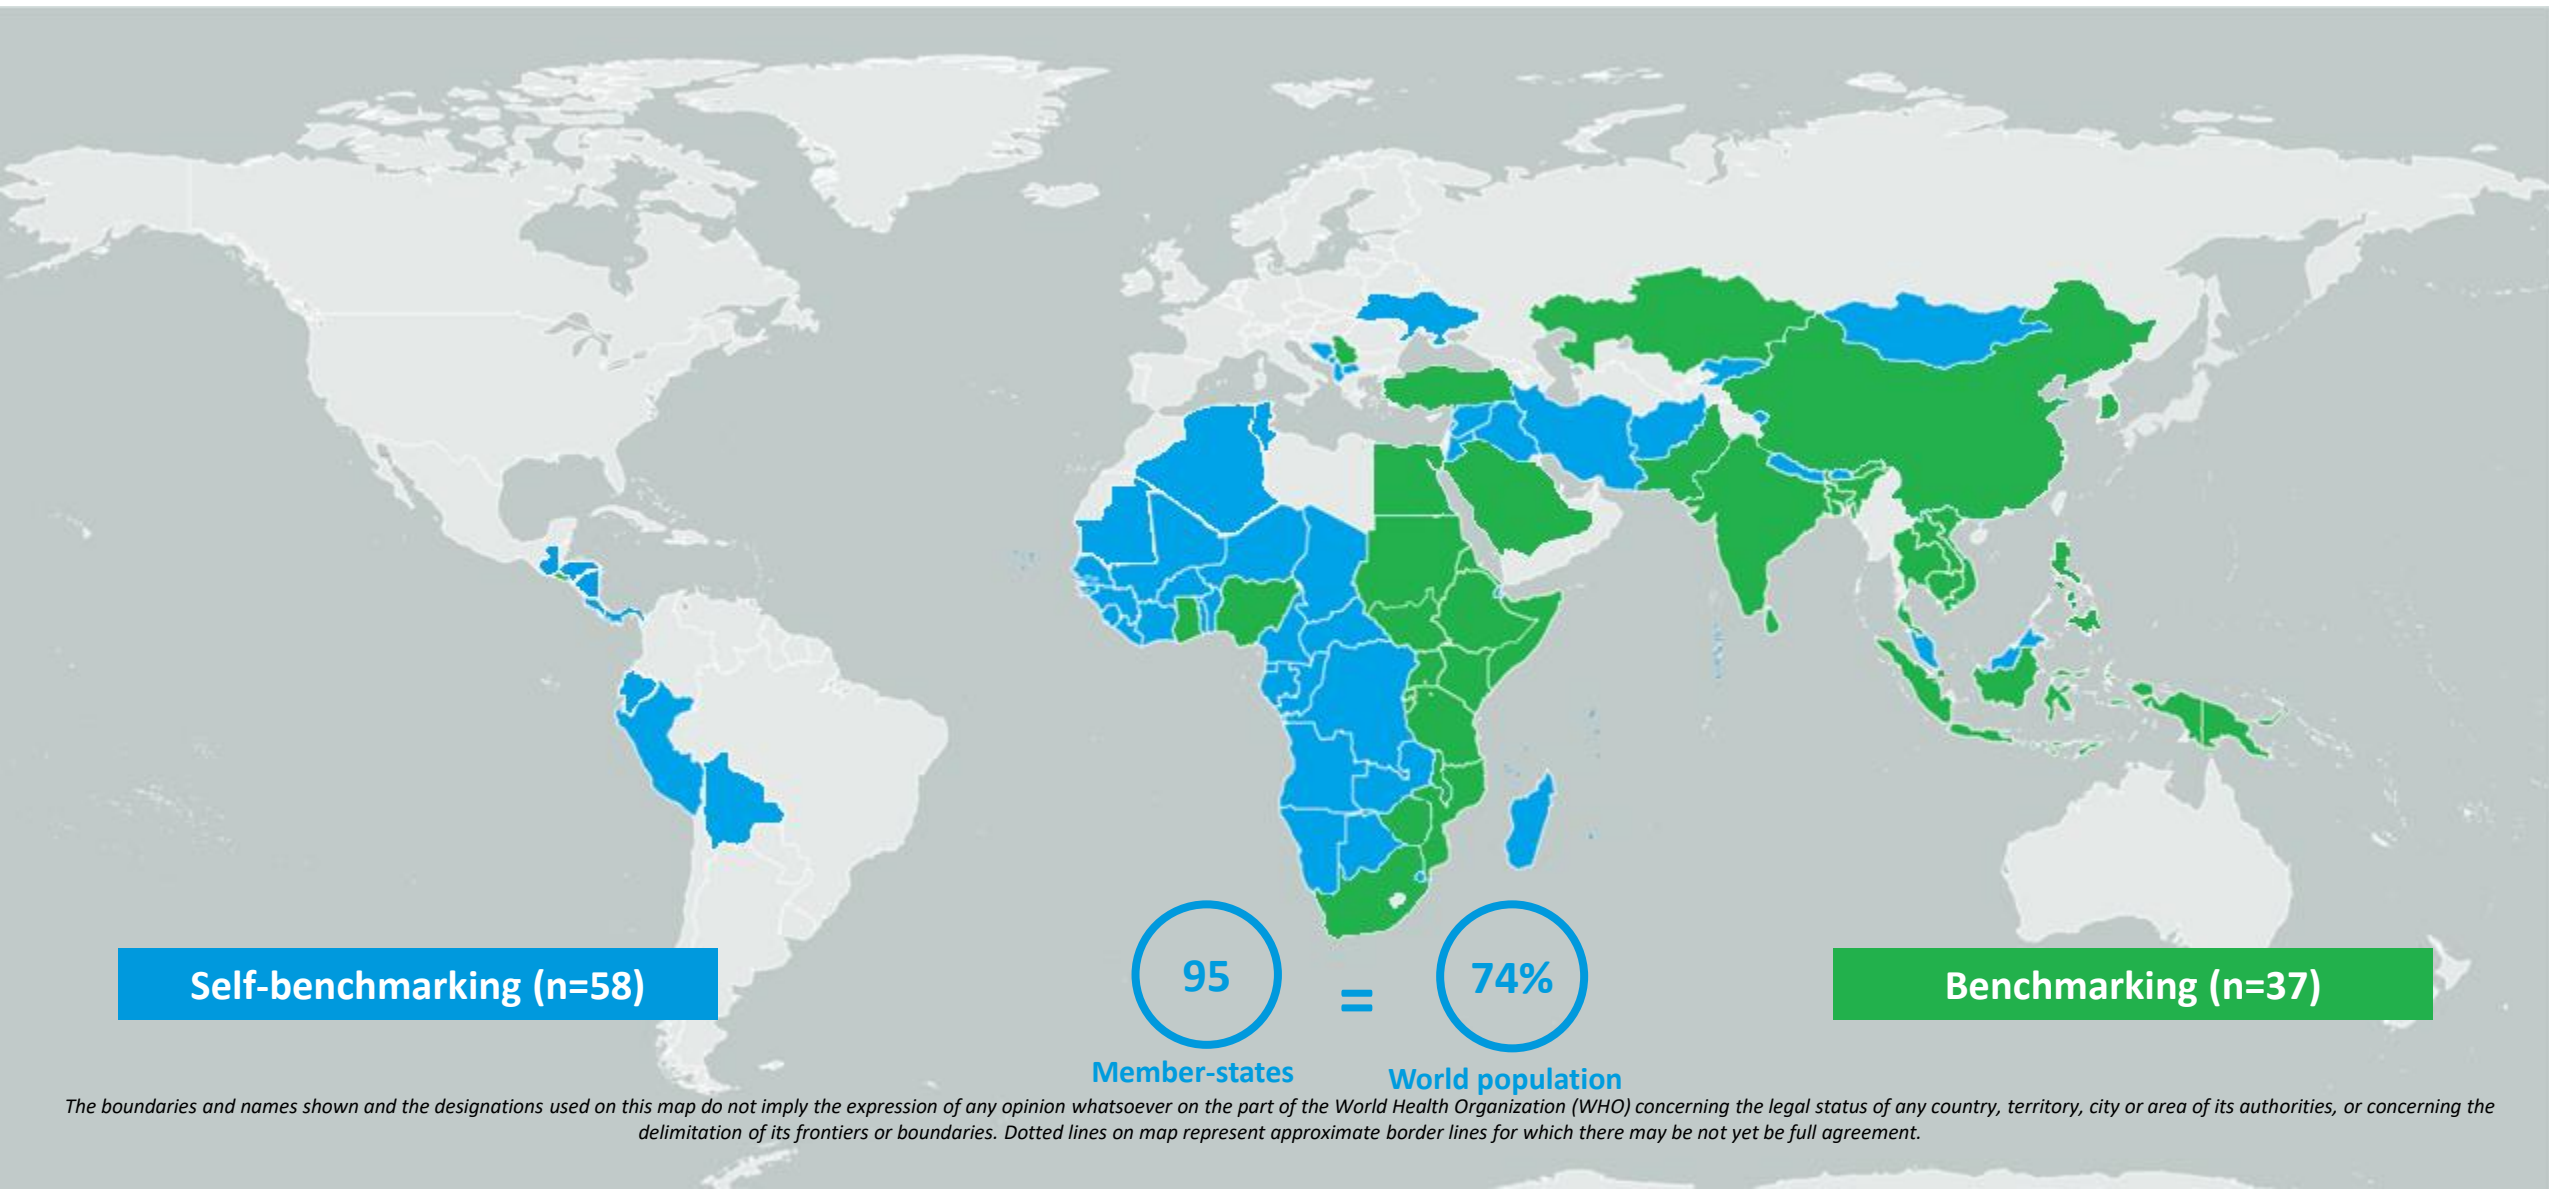 95
74%
Self-benchmarking (n=58)
=
Benchmarking (n=37)
Member-states
World population
The boundaries and names shown and the designations used on this map do not imply the expression of any opinion whatsoever on the part of the World Health Organization (WHO) concerning the legal status of any country, territory, city or area of its authorities, or concerning the
delimitation of its frontiers or boundaries. Dotted lines on map represent approximate border lines for which there may be not yet be full agreement.